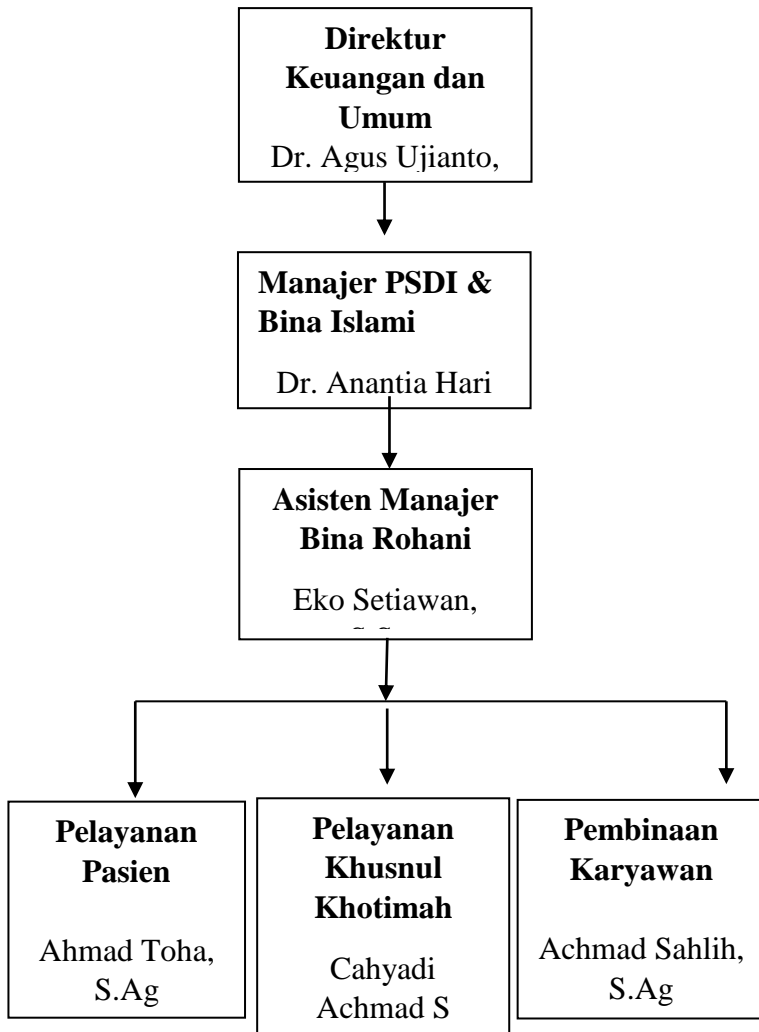 Direktur
Keuangan dan
Umum
Dr. Agus Ujianto,
Manajer PSDI &
Bina Islami
Dr. Anantia Hari
Asisten Manajer
Bina Rohani
Eko Setiawan,
Pelayanan
Pasien
Ahmad Toha,
S.Ag
Pelayanan
Khusnul
Khotimah
Cahyadi
Achmad S
Pembinaan
Karyawan
Achmad Sahlih,
S.Ag